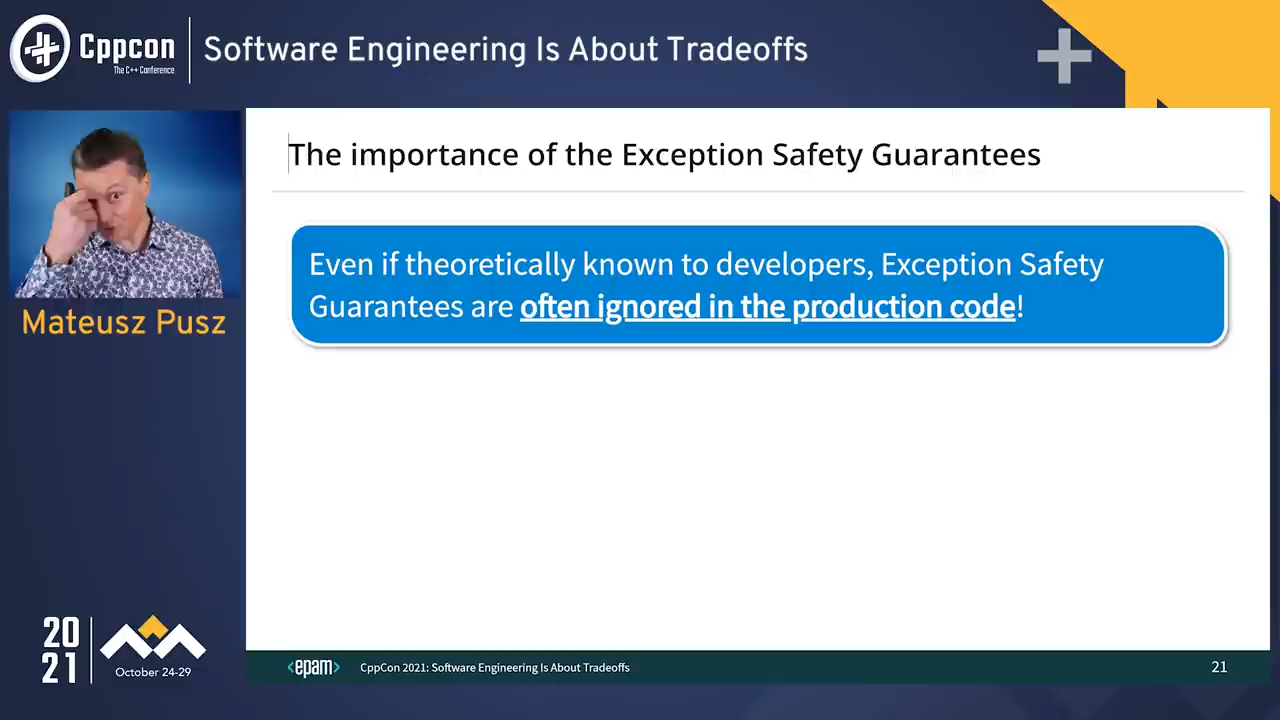 Cppcon
The C++ Conference
Software Engineering Is About Tradeoffs
Mateusz Pusz
The importance of the Exception Safety Guarantees
Even if theoretically known to developers, Exception Safety
Guarantees are often ignored in the production code!
20
21
October 24-29
<epam>
CppCon 2021: Software Engineering Is About Tradeoffs
21